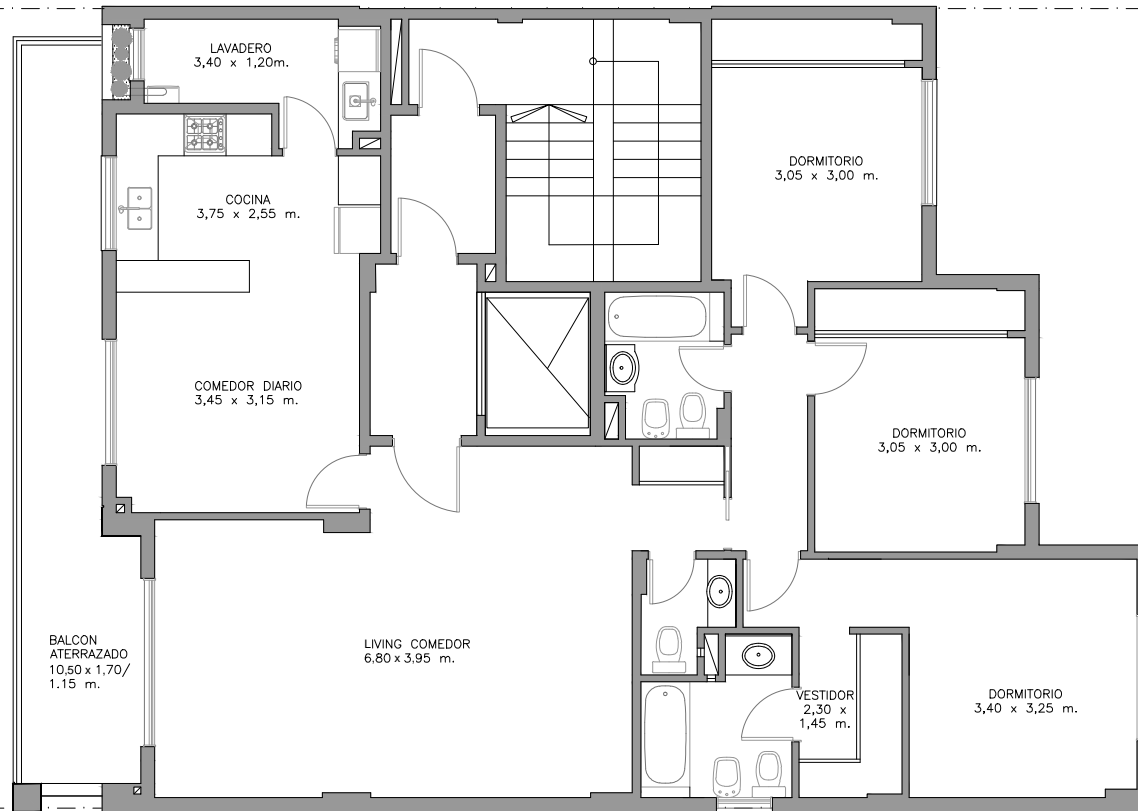 LAVADERO
3,40 x 1,20m.
DORMITORIO
3,05 x 3,00 m.
COCINA
3,75 x 2,55 m.
COMEDOR DIARIO
3,45 x 3,15 m.
DORMITORIO
3,05 x 3,00 m.
BALCON
ATERRAZADO
10,50 x 1,70/
1.15 m.
LIVING COMEDOR
6,80 x 3,95 m.
VESTIDOR
2,30 x
1,45 m.
DORMITORIO
3,40 x 3,25 m.